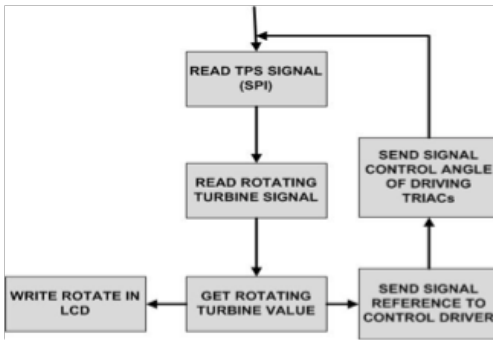 READ TPS SIGNAL
(SPI)
READ ROTATING
TURBINE SIGNAL
GET ROTATING
TURBINE VALUE
WRITE ROTATE IN
LCD
SEND SIGNAL
REFERENCE TO
CONTROL DRIVER
SEND SIGNAL
CONTROL ANGLE
OF DRIVING
TRIACs